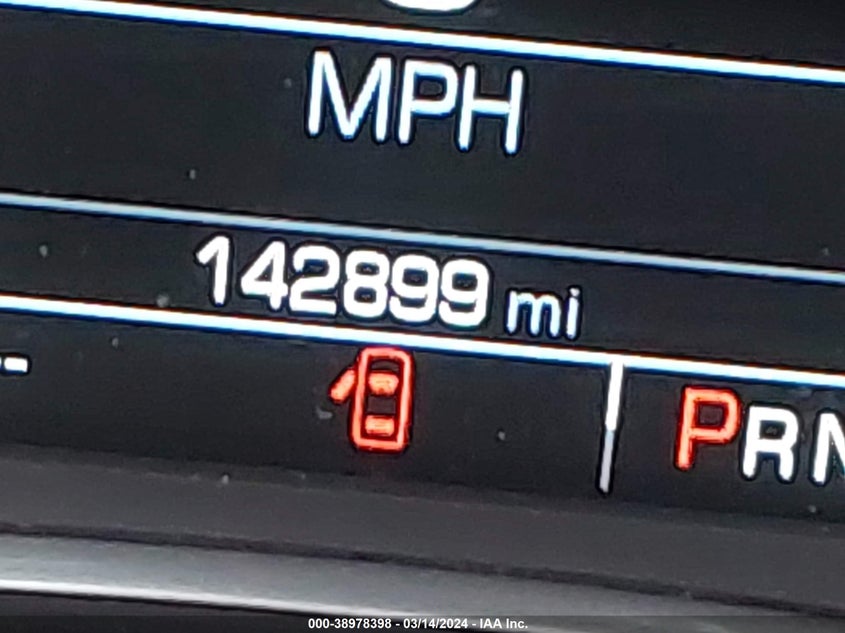 MPH
142899 mi
PRN
000-38978398 - 03/14/2024 - IAA Inc.